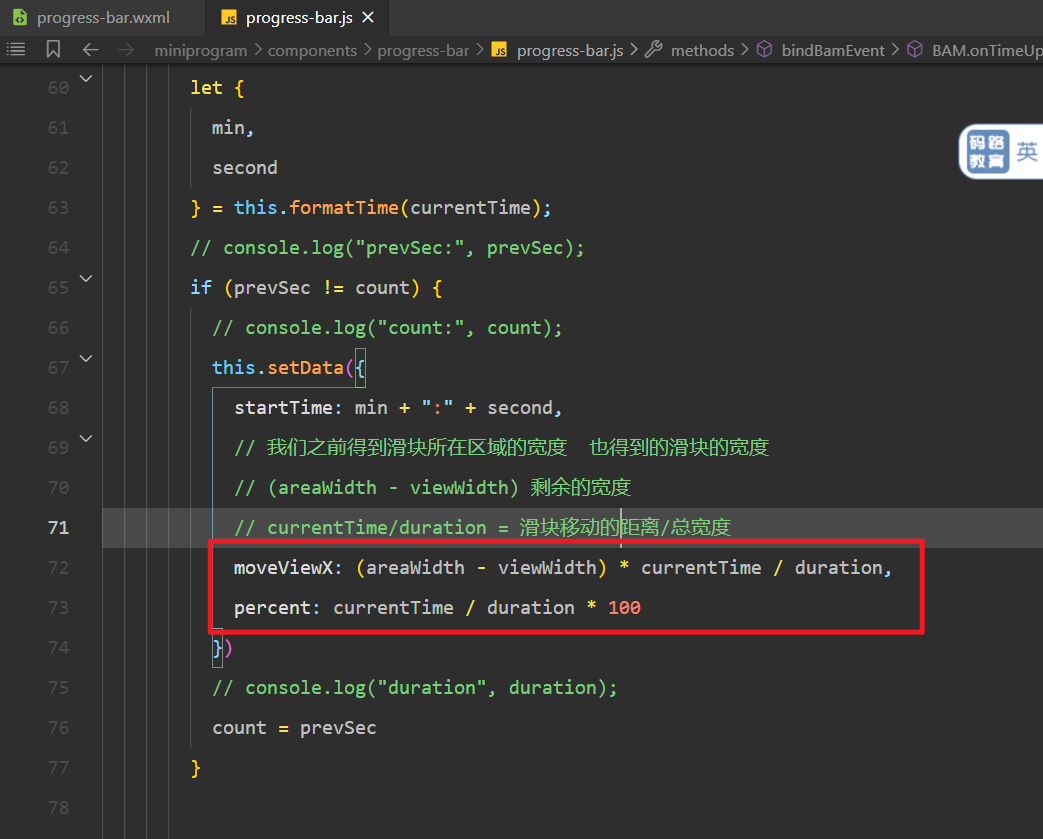 progress-bar.wxml
JS progress-bar.js
miniprogram > components > progress-bar > JS progress-bar.js > methods > bindBamEvent > BAM.onTimeUp
60 let {
61 min,
62 second
63 } = this.formatTime(currentTime);
64 // console.log("prevSec:", prevSec);
65 if (prevSec != count) {
66 // console.log("count:", count);
67 this.setData({
68 startTime: min + ":" + second,
69 // 我们之前得到滑块所在区域的宽度  也得到的滑块的宽度
70 // (areaWidth - viewWidth) 剩余的宽度
71 // currentTime/duration = 滑块移动的距离/总宽度
72 moveViewX: (areaWidth - viewWidth) * currentTime / duration,
73 percent: currentTime / duration * 100
74 })
75 // console.log("duration", duration);
76 count = prevSec
77 }
78
码路
教育
英